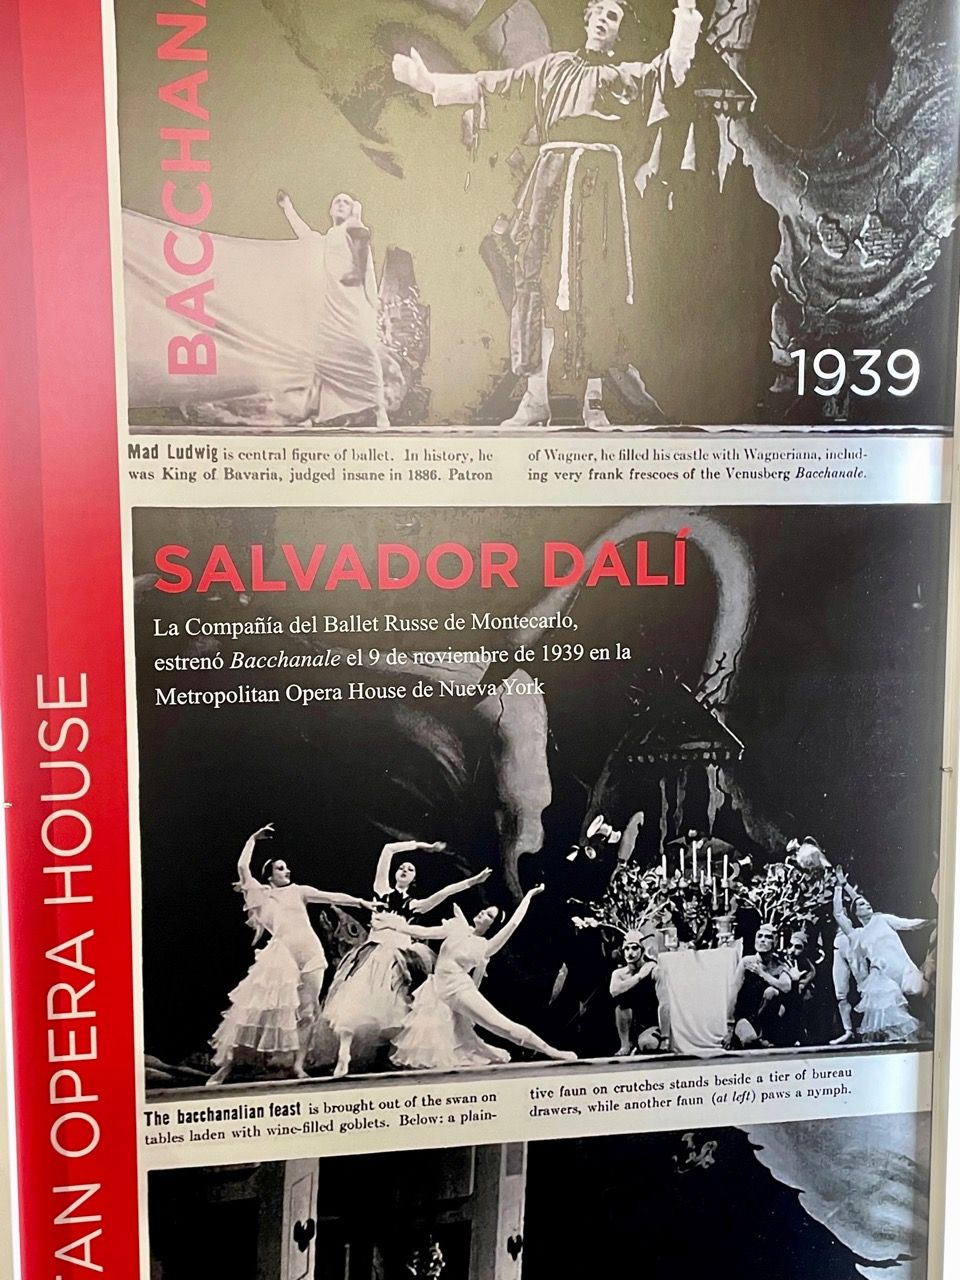 BACCHANA
1939
Mad Ludwig is central figure of ballet. In history, he
was King of Bavaria, judged insane in 1886. Patron
of Wagner, he filled his castle with Wagneriana, includ-
ing very frank frescoes of the Venusberg Bacchanale.
SALVADOR DALÍ
La Compañía del Ballet Russe de Montecarlo,
estrenó Bacchanale el 9 de noviembre de 1939 en la
Metropolitan Opera House de Nueva York
The bacchanalian feast is brought out of the swan on
tables laden with wine-filled goblets. Below: a plain-
tive faun on crutches stands beside a tier of bureau
drawers, while another faun (at left) paws a nymph.
TAN OPERA HOUSE